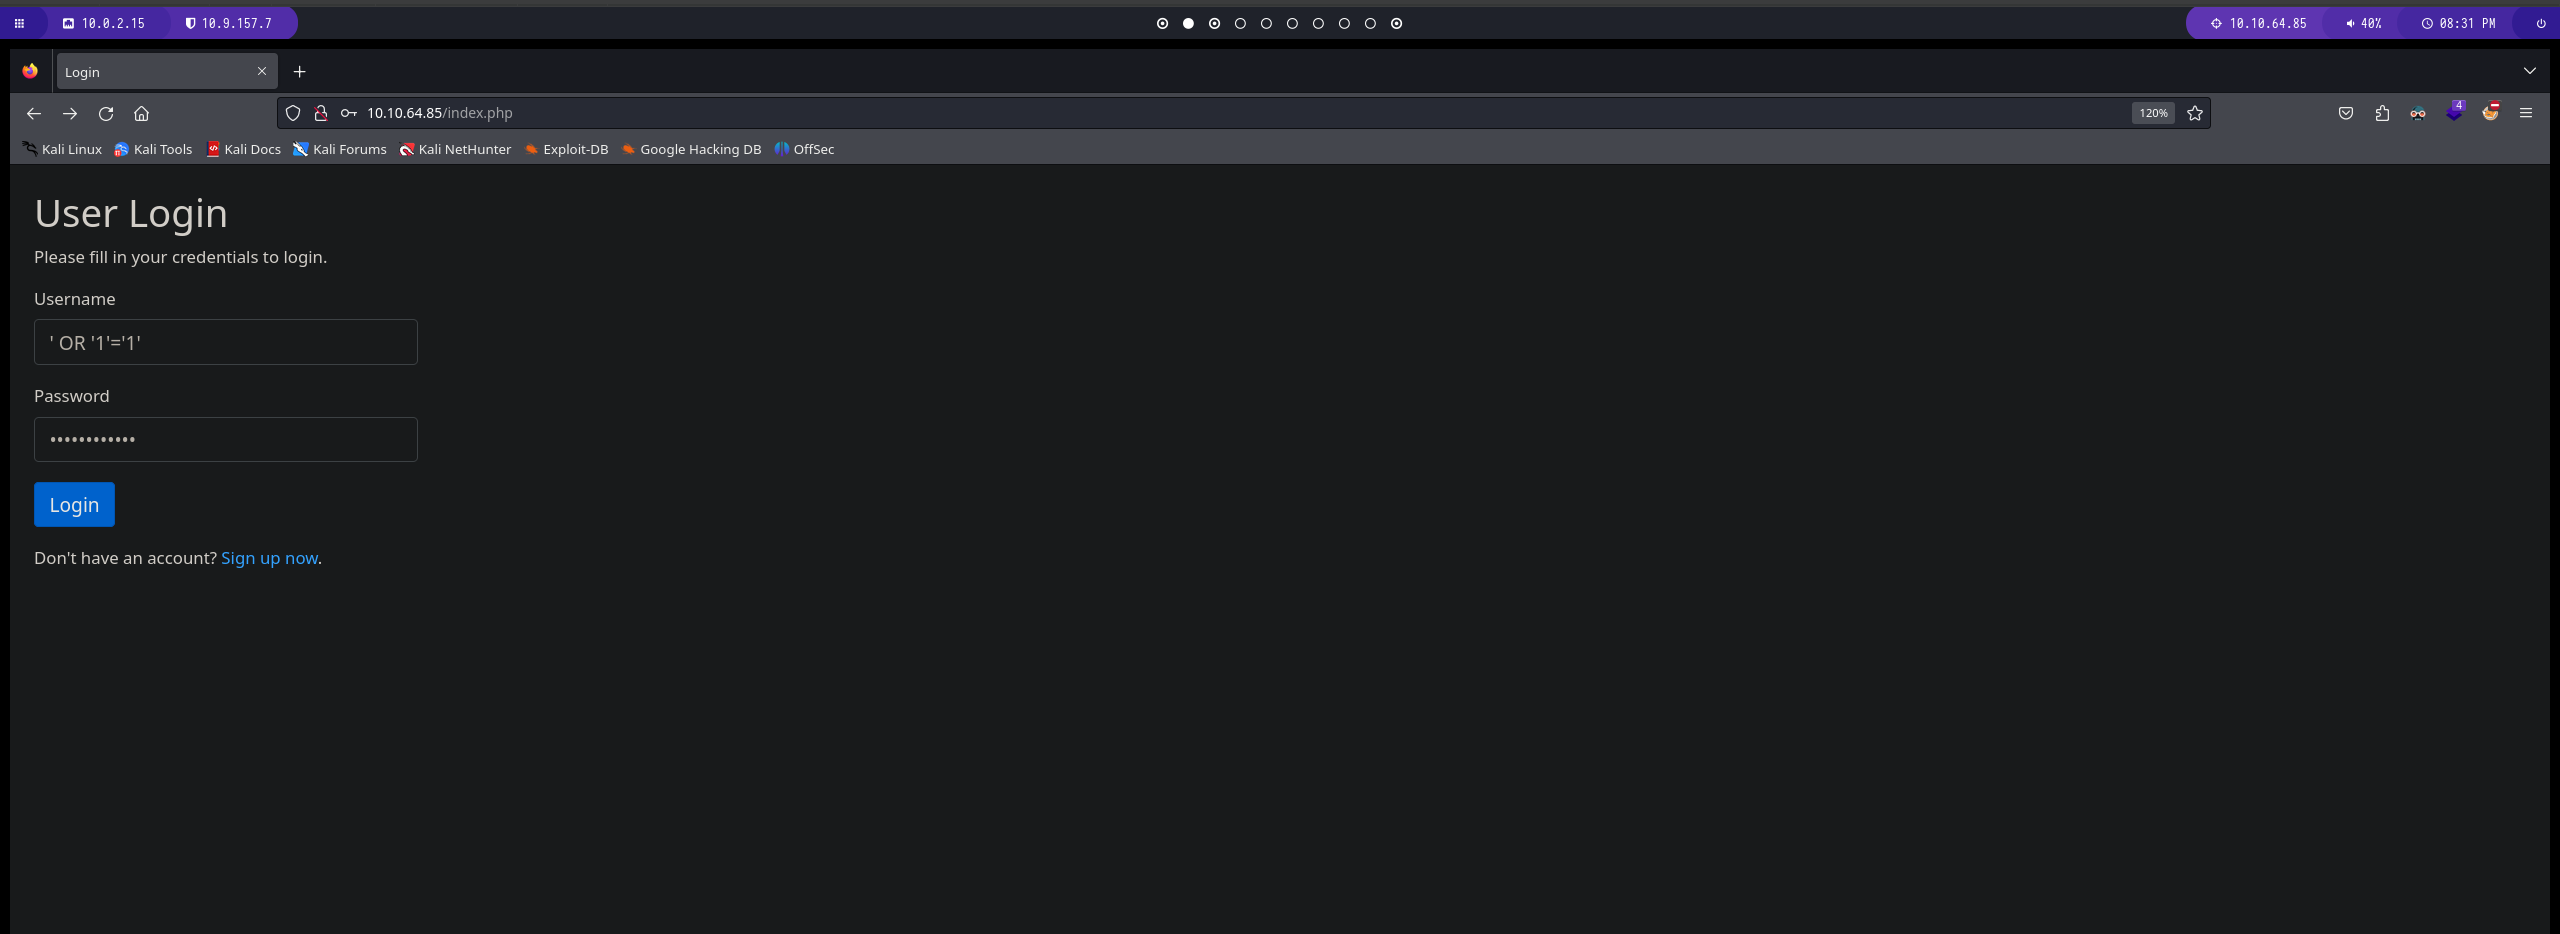 10.0.2.15 10.9.157.7 10.10.64.85 40% 08:31 PM
Login
10.10.64.85/index.php 120% 4
Kali Linux Kali Tools Kali Docs Kali Forums Kali NetHunter Exploit-DB Google Hacking DB OffSec
User Login
Please fill in your credentials to login.
Username
' OR '1'='1'
Password
••••••••••••
Login
Don't have an account? Sign up now.